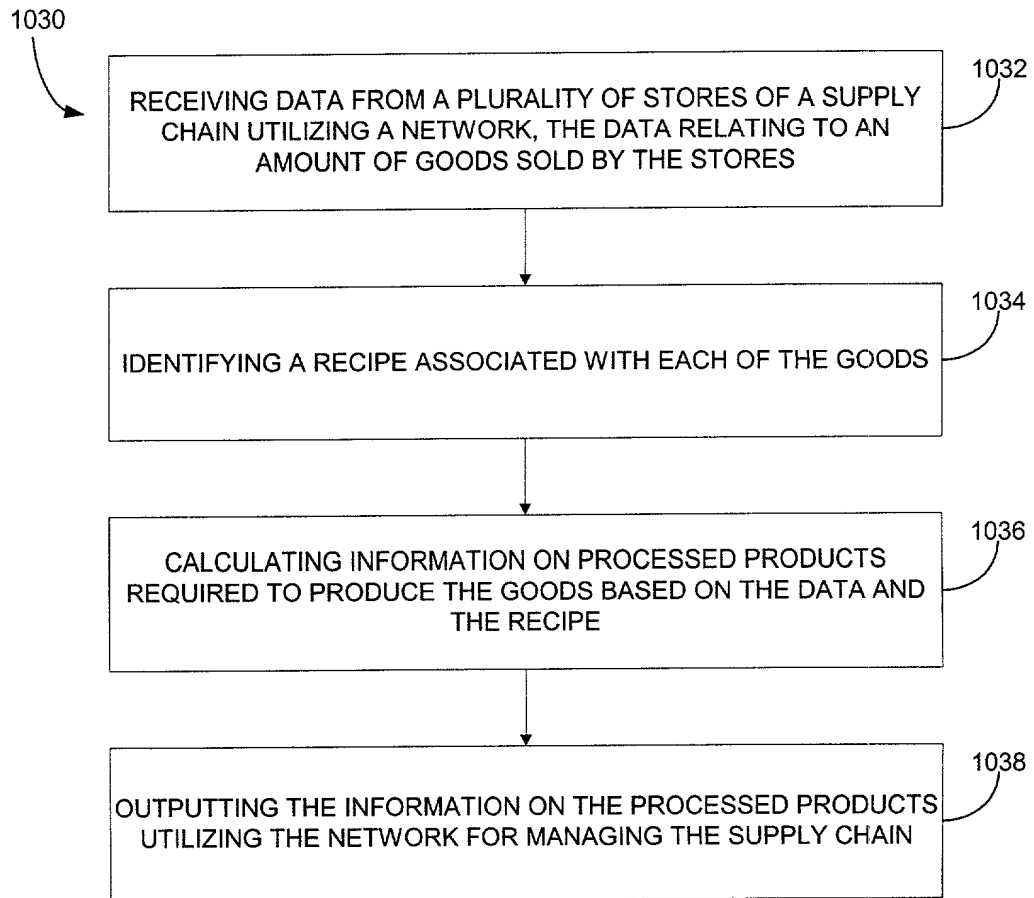 1030
1032
RECEIVING DATA FROM A PLURALITY OF STORES OF A SUPPLY
CHAIN UTILIZING A NETWORK, THE DATA RELATING TO AN
AMOUNT OF GOODS SOLD BY THE STORES
1034
IDENTIFYING A RECIPE ASSOCIATED WITH EACH OF THE GOODS
1036
CALCULATING INFORMATION ON PROCESSED PRODUCTS
REQUIRED TO PRODUCE THE GOODS BASED ON THE DATA AND
THE RECIPE
1038
OUTPUTTING THE INFORMATION ON THE PROCESSED PRODUCTS
UTILIZING THE NETWORK FOR MANAGING THE SUPPLY CHAIN